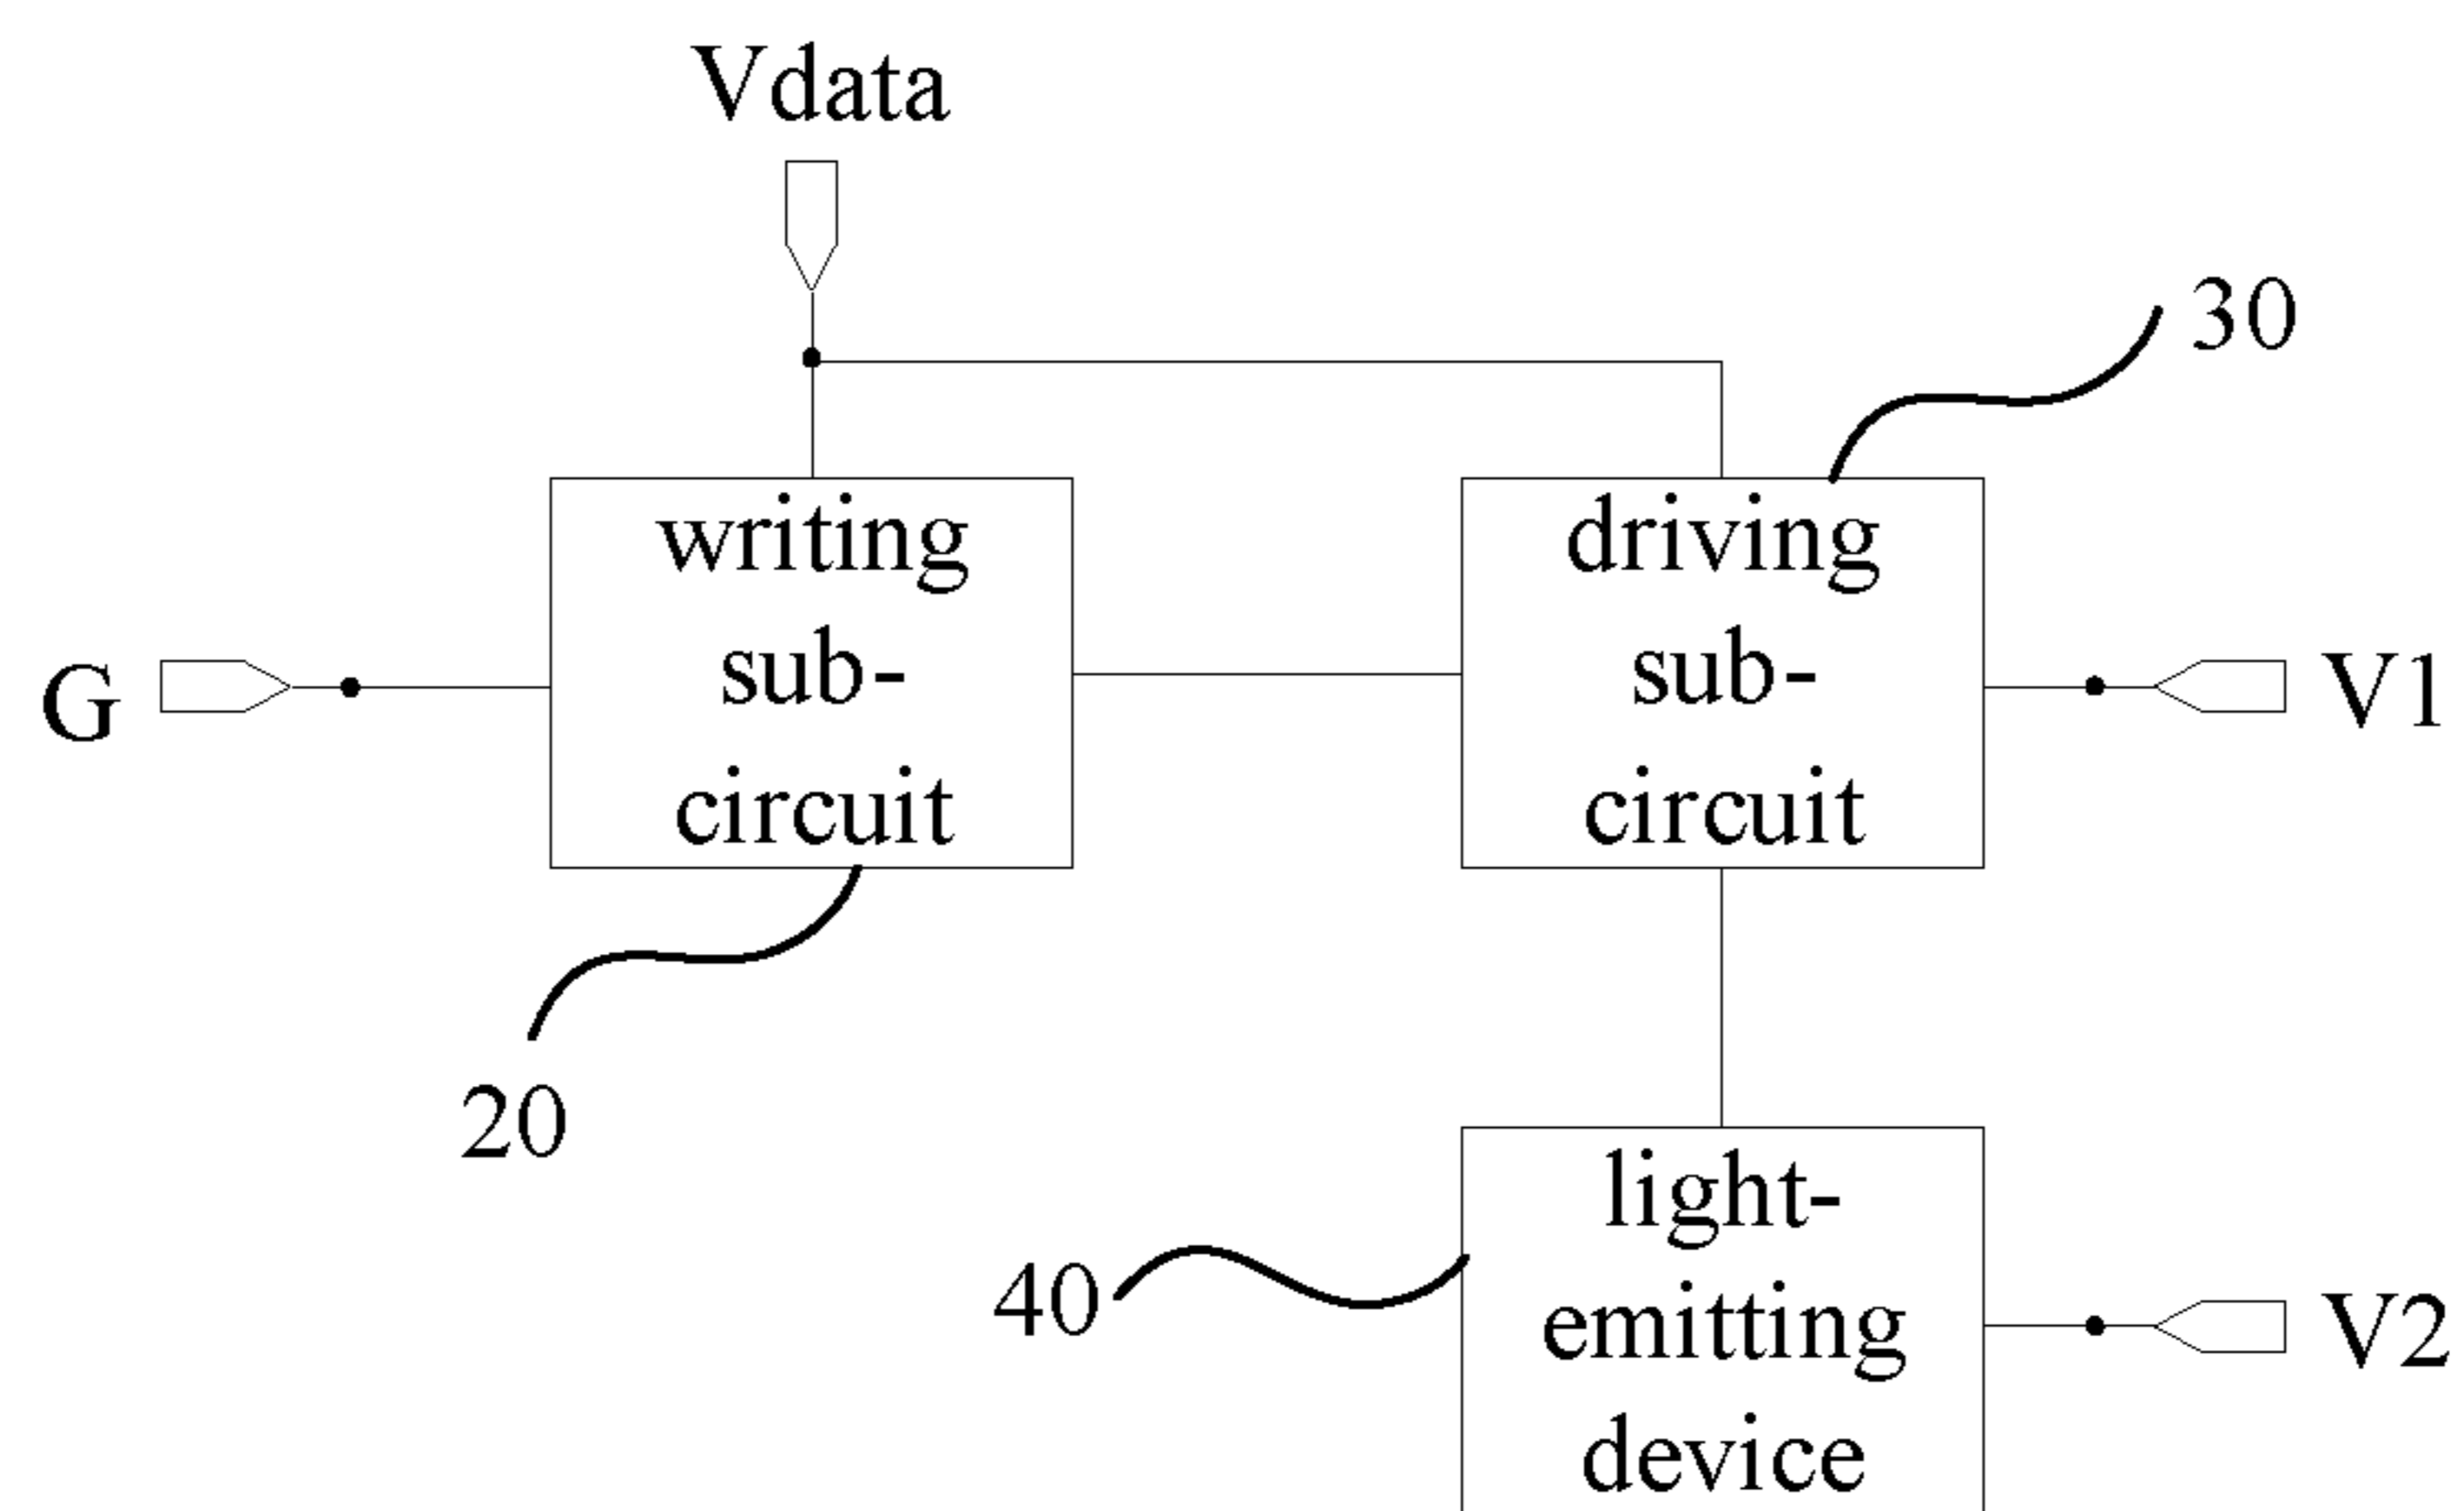 Vdata
30
writing
sub-
circuit
driving
sub-
circuit
G
V1
20
light-
emitting
device
40
V2